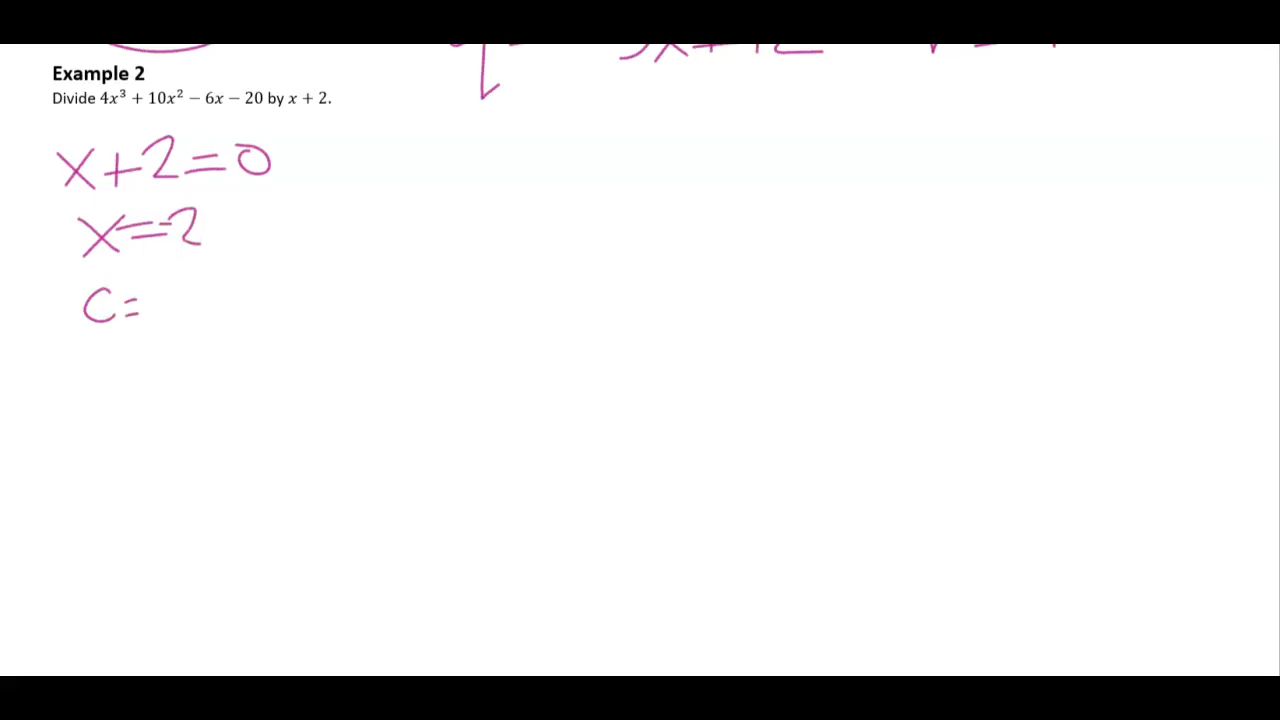 Example 2
Divide 4x³ + 10x² − 6x − 20 by x + 2.
x+2=0
x=-2
c=